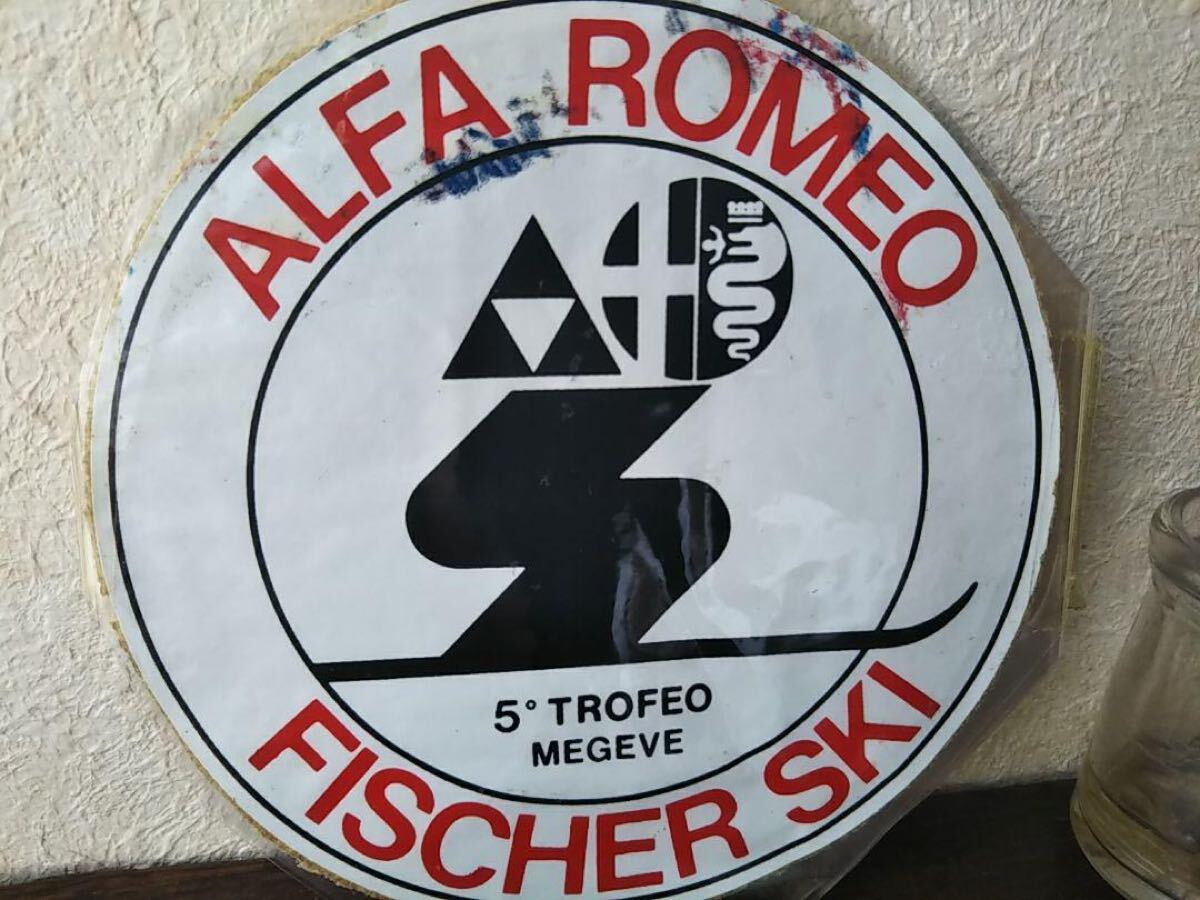 ALFA ROMEO
5° TROFEO
MEGEVE
FISCHER SKI